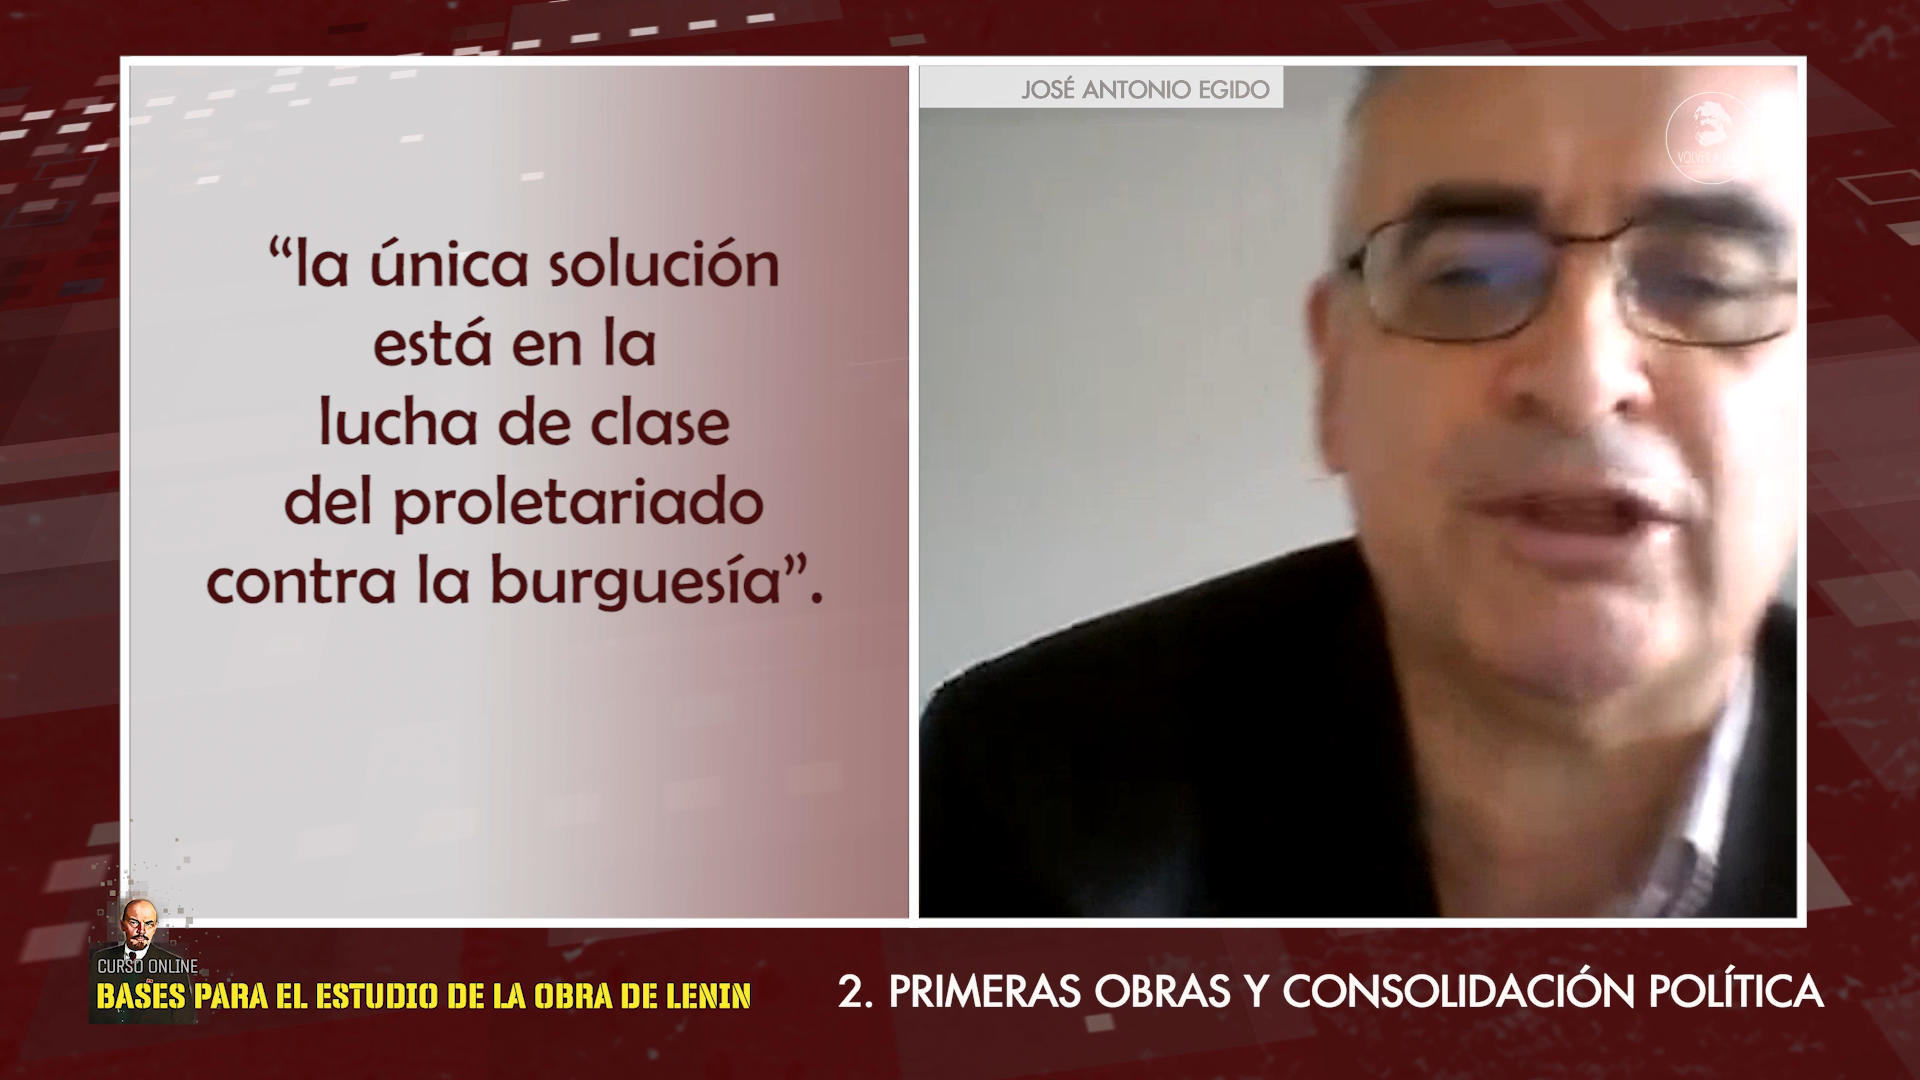 “la única solución
está en la
lucha de clase
del proletariado
contra la burguesía”.
JOSÉ ANTONIO EGIDO
CURSO ONLINE
BASES PARA EL ESTUDIO DE LA OBRA DE LENIN
2. PRIMERAS OBRAS Y CONSOLIDACIÓN POLÍTICA